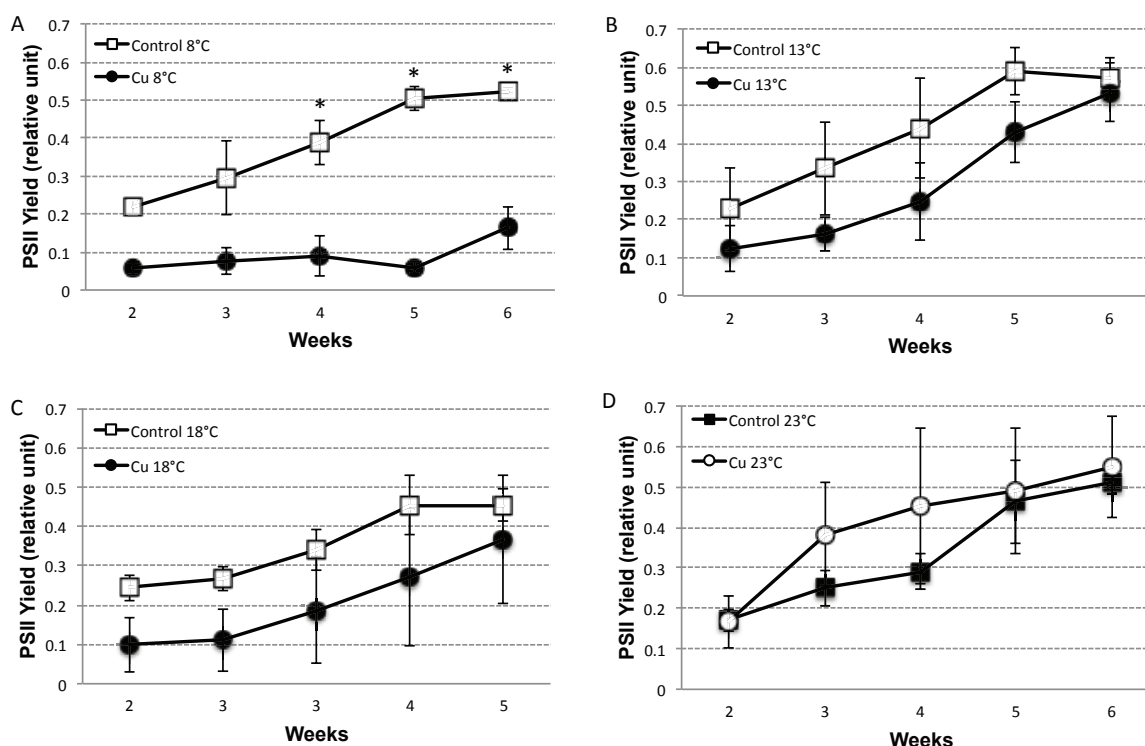 A
PSII Yield (relative unit)
0.7
0.6
0.5
0.4
0.3
0.2
0.1
0
Control 8°C
Cu 8°C
*
*
*
2 3 4 5 6
Weeks
B
PSII Yield (relative unit)
0.7
0.6
0.5
0.4
0.3
0.2
0.1
0
Control 13°C
Cu 13°C
2 3 4 5 6
Weeks
C
PSII Yield (relative unit)
0.7
0.6
0.5
0.4
0.3
0.2
0.1
0
Control 18°C
Cu 18°C
2 3 3 4 5
Weeks
D
PSII Yield (relative unit)
0.7
0.6
0.5
0.4
0.3
0.2
0.1
0
Control 23°C
Cu 23°C
2 3 4 5 6
Weeks